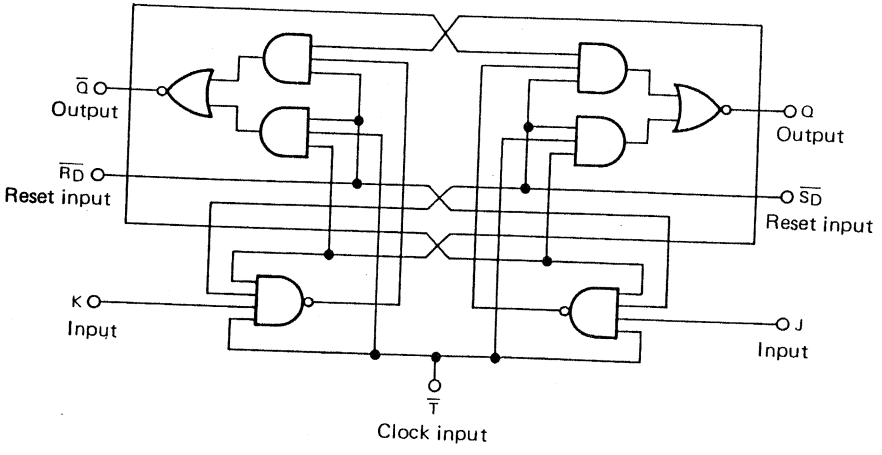 Q̅
Output
Q
Output
R̅D̅
Reset input
S̅D̅
Reset input
K
Input
J
Input
T̅
Clock input